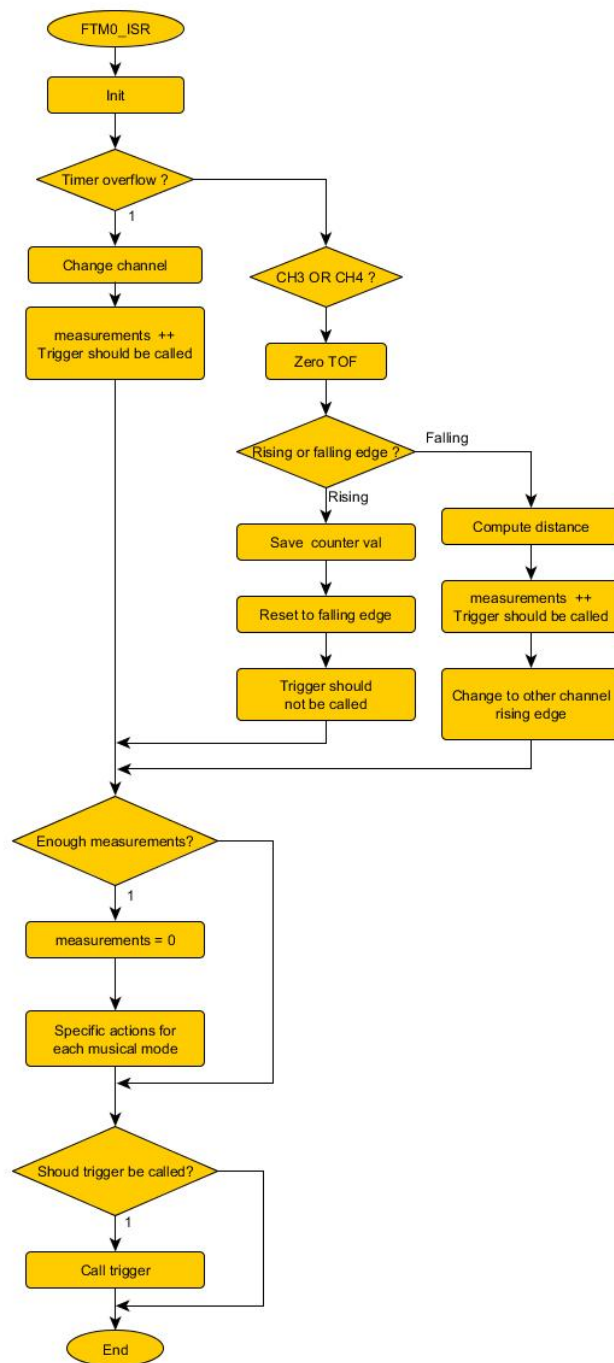 FTM0_ISR
Init
Timer overflow ?
1
Change channel
measurements ++
Trigger should be called
CH3 OR CH4 ?
Zero TOF
Rising or falling edge ?
Falling
Rising
Save counter val
Reset to falling edge
Trigger should
not be called
Compute distance
measurements ++
Trigger should be called
Change to other channel
rising edge
Enough measurements?
1
measurements = 0
Specific actions for
each musical mode
Shoud trigger be called?
1
Call trigger
End